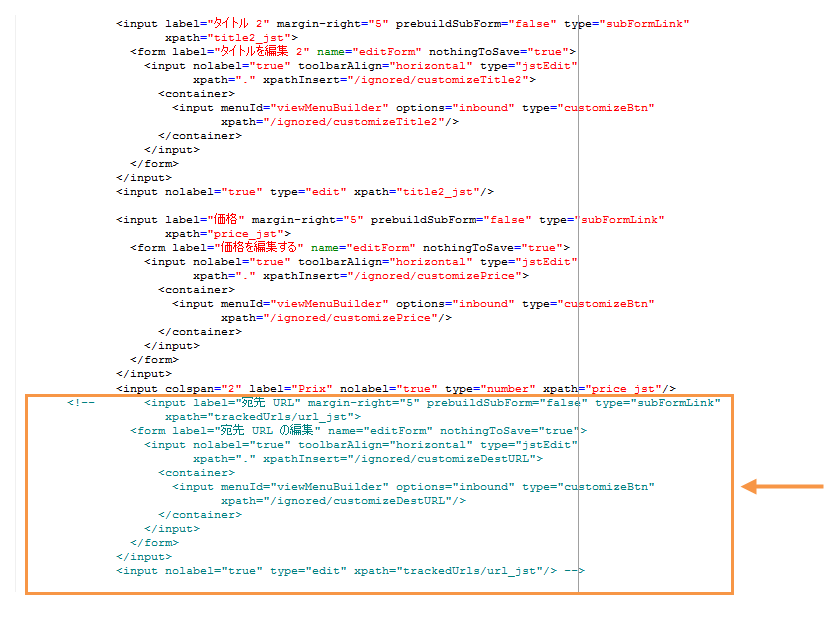 <input label="タイトル 2" margin-right="5" prebuildSubForm="false" type="subFormLink"
xpath="title2_jst">
<form label="タイトルを編集 2" name="editForm" nothingToSave="true">
<input nolabel="true" toolbarAlign="horizontal" type="jstEdit"
xpath="." xpathInsert="/ignored/customizeTitle2">
<container>
<input menuId="viewMenuBuilder" options="inbound" type="customizeBtn"
xpath="/ignored/customizeTitle2"/>
</container>
</input>
</form>
</input>
<input nolabel="true" type="edit" xpath="title2_jst"/>
<input label="価格" margin-right="5" prebuildSubForm="false" type="subFormLink"
xpath="price_jst">
<form label="価格を編集する" name="editForm" nothingToSave="true">
<input nolabel="true" toolbarAlign="horizontal" type="jstEdit"
xpath="." xpathInsert="/ignored/customizePrice">
<container>
<input menuId="viewMenuBuilder" options="inbound" type="customizeBtn"
xpath="/ignored/customizePrice"/>
</container>
</input>
</form>
</input>
<input colspan="2" label="Prix" nolabel="true" type="number" xpath="price_jst"/>
<!-- <input label="宛先 URL" margin-right="5" prebuildSubForm="false" type="subFormLink"
xpath="trackedUrls/url_jst">
<form label="宛先 URL の編集" name="editForm" nothingToSave="true">
<input nolabel="true" toolbarAlign="horizontal" type="jstEdit"
xpath="." xpathInsert="/ignored/customizeDestURL">
<container>
<input menuId="viewMenuBuilder" options="inbound" type="customizeBtn"
xpath="/ignored/customizeDestURL"/>
</container>
</input>
</form>
</input>
<input nolabel="true" type="edit" xpath="trackedUrls/url_jst"/> -->